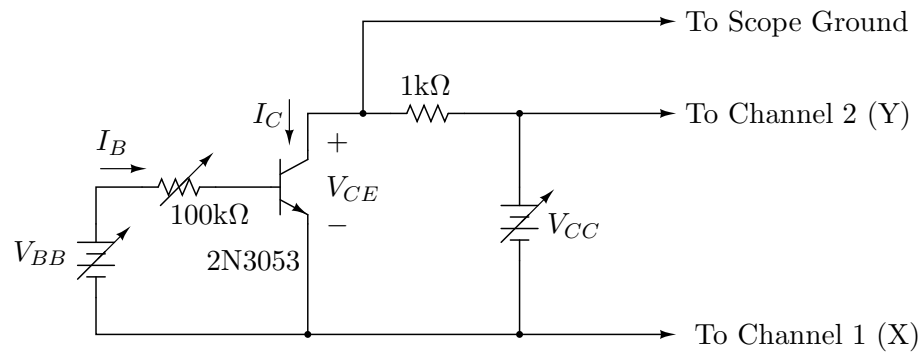 To Scope Ground
1kΩ
I_C
To Channel 2 (Y)
I_B
+
V_CE
100kΩ
−
V_CC
V_BB
2N3053
To Channel 1 (X)